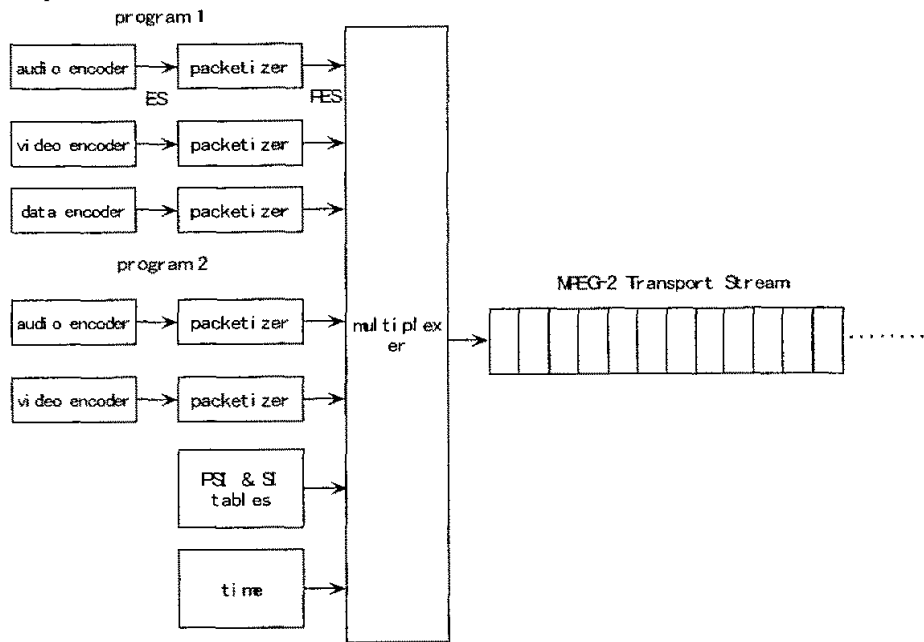 program 1
audio encoder
packetizer
ES
PES
video encoder
packetizer
data encoder
packetizer
program 2
audio encoder
packetizer
video encoder
packetizer
PSI & SI
tables
time
multiplex
er
MPEG-2 Transport Stream